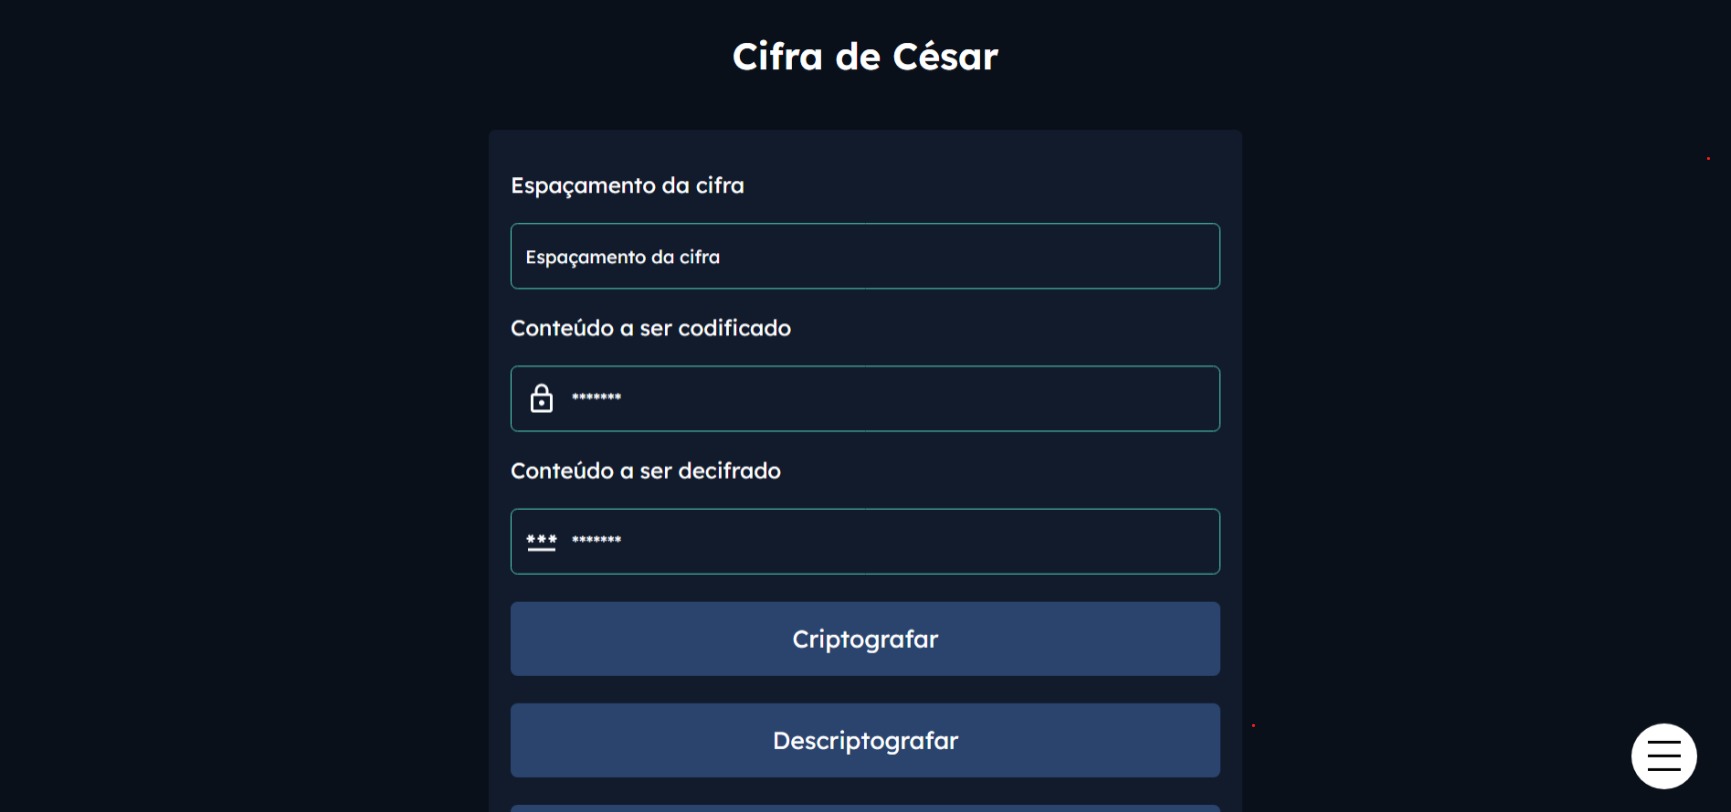 Cifra de César
Espaçamento da cifra
Espaçamento da cifra
Conteúdo a ser codificado
*******
Conteúdo a ser decifrado
*** *******
Criptografar
Descriptografar